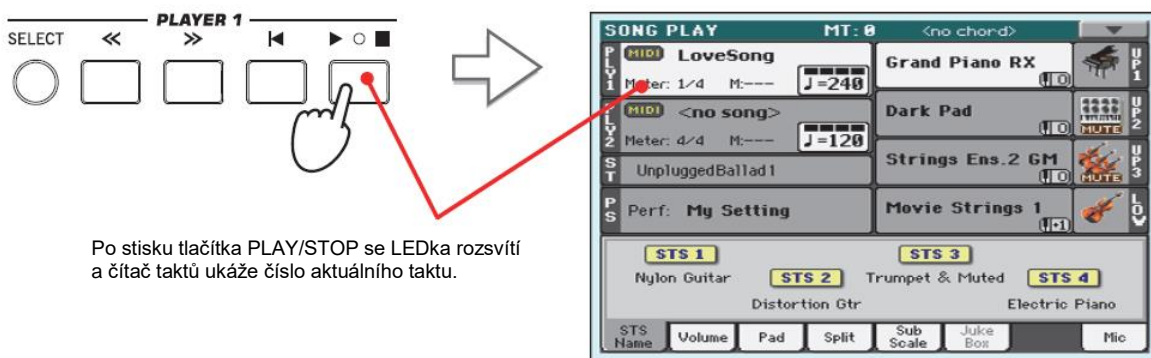 PLAYER 1
SELECT
SONG PLAY MT: 0 <no chord>
PLY1 MIDI LoveSong
Meter: 1/4 M:--- ♩=240
Grand Piano RX 0 UP1
PLY2 MIDI <no song>
Meter: 4/4 M:--- ♩=120
Dark Pad 0 MUTE UP2
ST UnpluggedBallad1
Strings Ens.2 GM 0 MUTE UP3
PS Perf: My Setting
Movie Strings 1 +1 LOW
Po stisku tlačítka PLAY/STOP se LEDka rozsvítí
a čítač taktů ukáže číslo aktuálního taktu.
STS 1 STS 3
Nylon Guitar STS 2 Trumpet & Muted STS 4
Distortion Gtr Electric Piano
STS Name Volume Pad Split Sub Scale Juke Box Mic